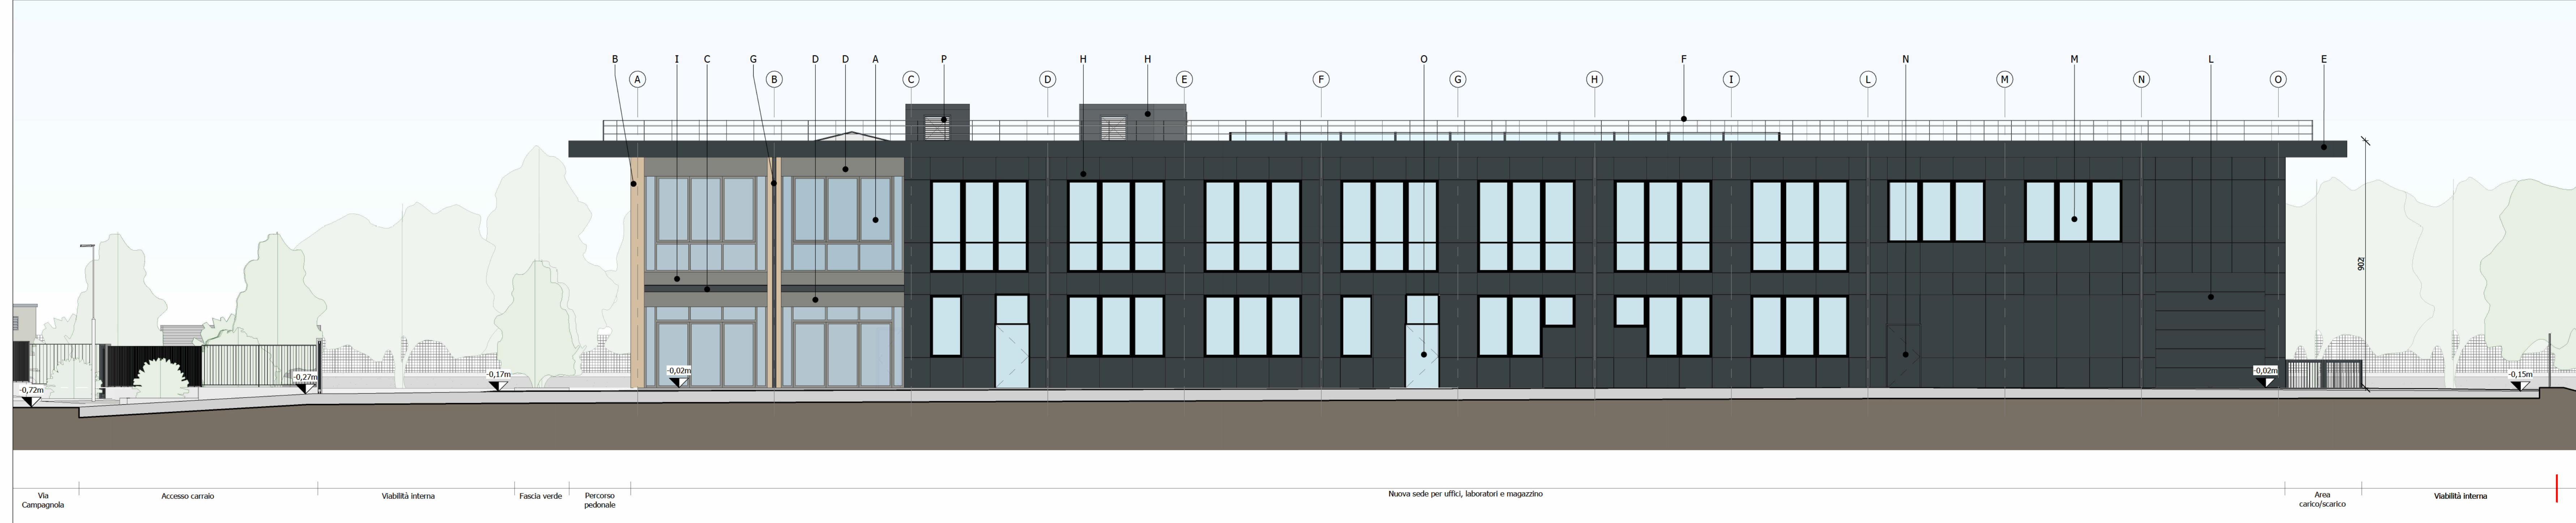 B I C G D D A P H H O F N M L E
A B C D E F G H I L M N O
902
-0,72m
-0,27m
-0,17m
-0,02m
-0,02m
-0,15m
Via
Campagnola
Accesso carraio
Viabilità interna
Fascia verde
Percorso
pedonale
Nuova sede per uffici, laboratori e magazzino
Area
carico/scarico
Viabilità interna